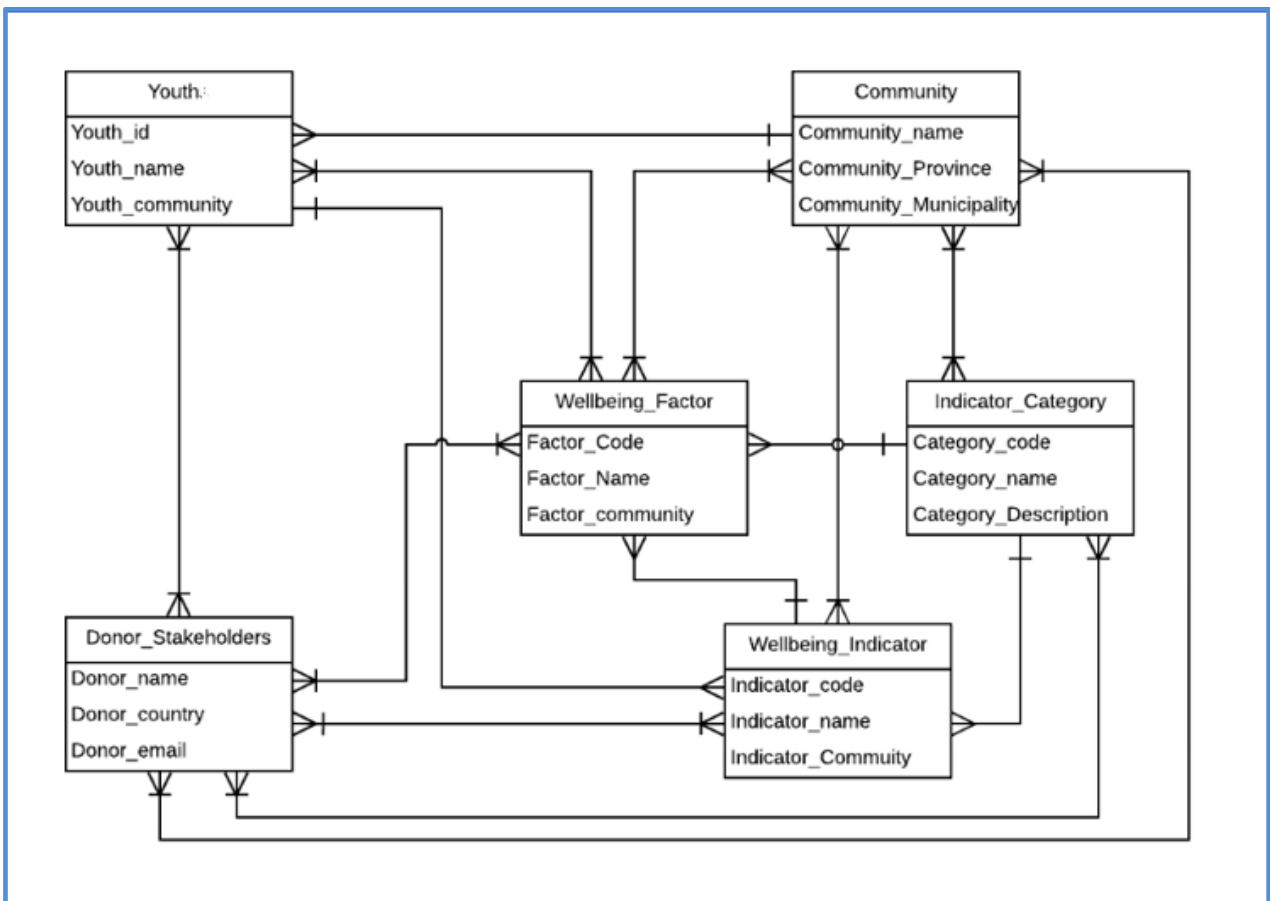 Youth
Youth_id
Youth_name
Youth_community
Community
Community_name
Community_Province
Community_Municipality
Wellbeing_Factor
Factor_Code
Factor_Name
Factor_community
Indicator_Category
Category_code
Category_name
Category_Description
Donor_Stakeholders
Donor_name
Donor_country
Donor_email
Wellbeing_Indicator
Indicator_code
Indicator_name
Indicator_Commuity